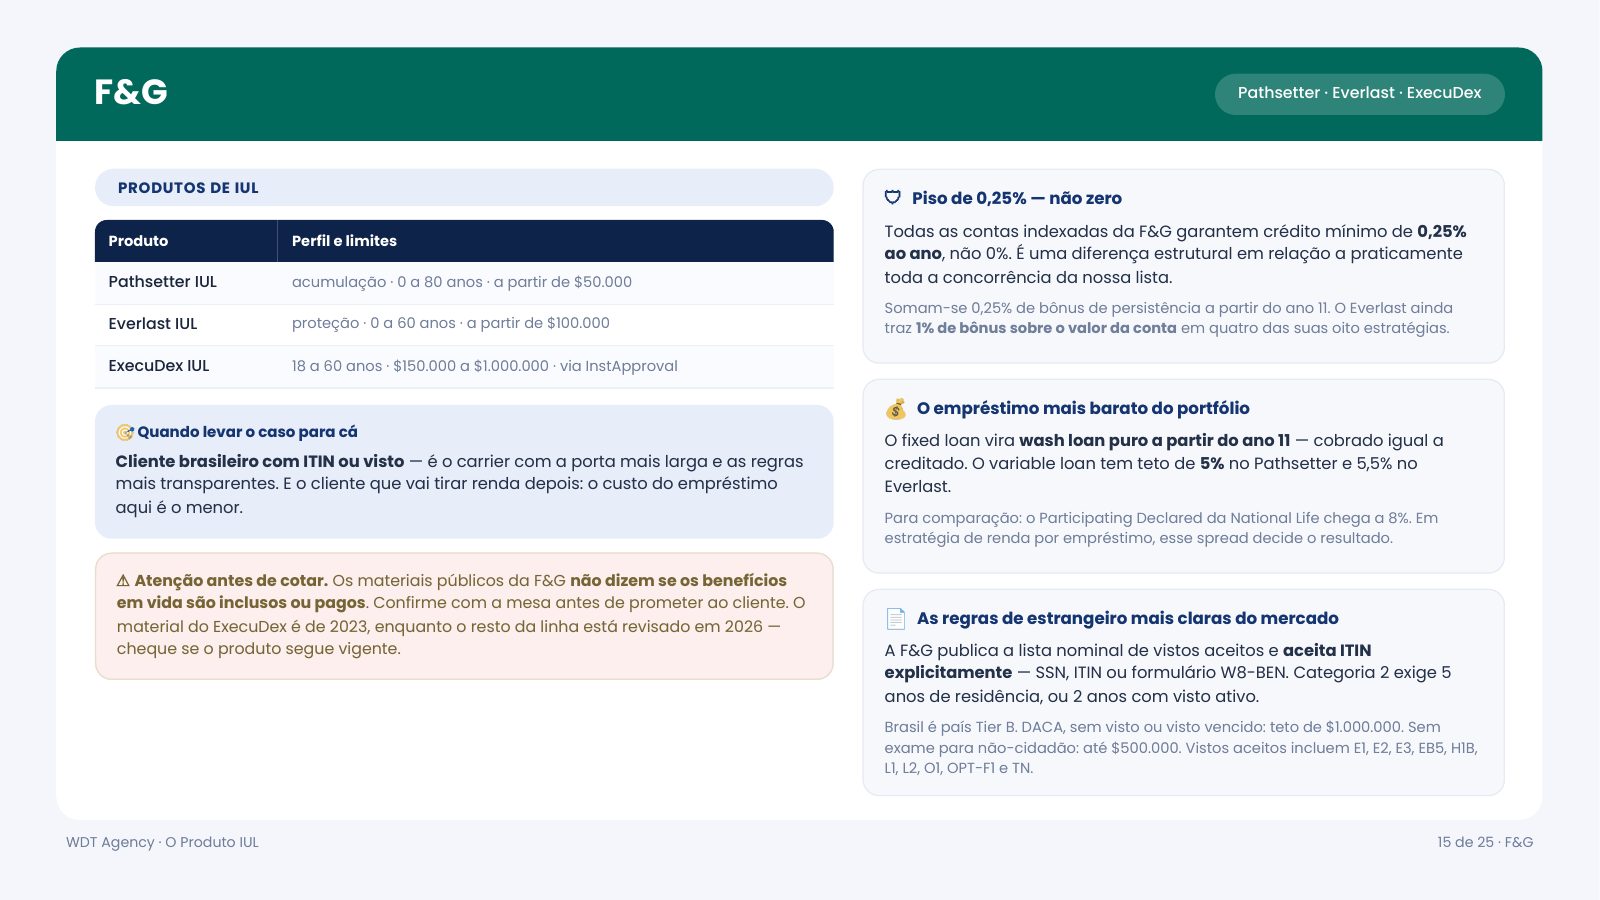 F&G
Pathsetter · Everlast · ExecuDex
PRODUTOS DE IUL
Produto
Perfil e limites
Pathsetter IUL
acumulação · 0 a 80 anos · a partir de $50.000
Everlast IUL
proteção · 0 a 60 anos · a partir de $100.000
ExecuDex IUL
18 a 60 anos · $150.000 a $1.000.000 · via InstApproval
🎯 Quando levar o caso para cá
Cliente brasileiro com ITIN ou visto — é o carrier com a porta mais larga e as regras
mais transparentes. E o cliente que vai tirar renda depois: o custo do empréstimo
aqui é o menor.
⚠ Atenção antes de cotar. Os materiais públicos da F&G não dizem se os benefícios
em vida são inclusos ou pagos. Confirme com a mesa antes de prometer ao cliente. O
material do ExecuDex é de 2023, enquanto o resto da linha está revisado em 2026 —
cheque se o produto segue vigente.
🛡 Piso de 0,25% — não zero
Todas as contas indexadas da F&G garantem crédito mínimo de 0,25%
ao ano, não 0%. É uma diferença estrutural em relação a praticamente
toda a concorrência da nossa lista.
Somam-se 0,25% de bônus de persistência a partir do ano 11. O Everlast ainda
traz 1% de bônus sobre o valor da conta em quatro das suas oito estratégias.
💰 O empréstimo mais barato do portfólio
O fixed loan vira wash loan puro a partir do ano 11 — cobrado igual a
creditado. O variable loan tem teto de 5% no Pathsetter e 5,5% no
Everlast.
Para comparação: o Participating Declared da National Life chega a 8%. Em
estratégia de renda por empréstimo, esse spread decide o resultado.
📄 As regras de estrangeiro mais claras do mercado
A F&G publica a lista nominal de vistos aceitos e aceita ITIN
explicitamente — SSN, ITIN ou formulário W8-BEN. Categoria 2 exige 5
anos de residência, ou 2 anos com visto ativo.
Brasil é país Tier B. DACA, sem visto ou visto vencido: teto de $1.000.000. Sem
exame para não-cidadão: até $500.000. Vistos aceitos incluem E1, E2, E3, EB5, H1B,
L1, L2, O1, OPT-F1 e TN.
WDT Agency · O Produto IUL
15 de 25 · F&G